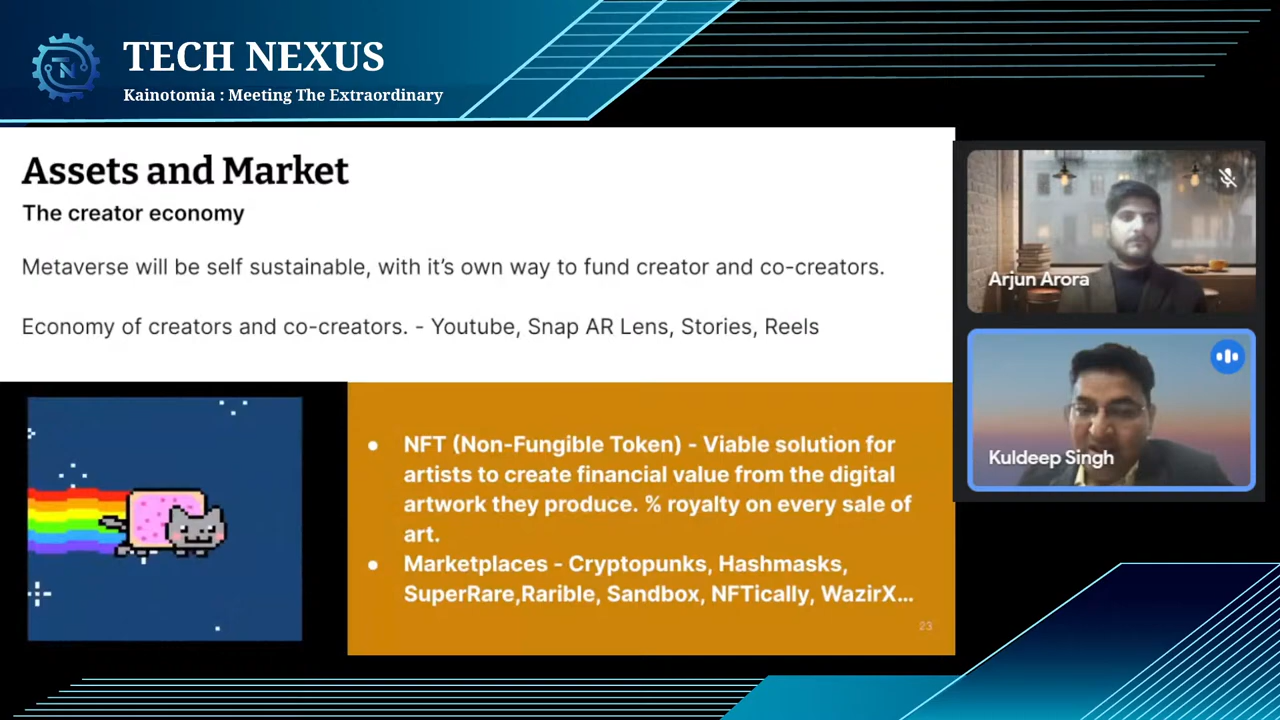 TN
TECH NEXUS
Kainotomia : Meeting The Extraordinary
Assets and Market
The creator economy
Metaverse will be self sustainable, with it's own way to fund creator and co-creators.
Economy of creators and co-creators. - Youtube, Snap AR Lens, Stories, Reels
● NFT (Non-Fungible Token) - Viable solution for
artists to create financial value from the digital
artwork they produce. % royalty on every sale of
art.
● Marketplaces - Cryptopunks, Hashmasks,
SuperRare,Rarible, Sandbox, NFTically, WazirX...
23
Arjun Arora
Kuldeep Singh